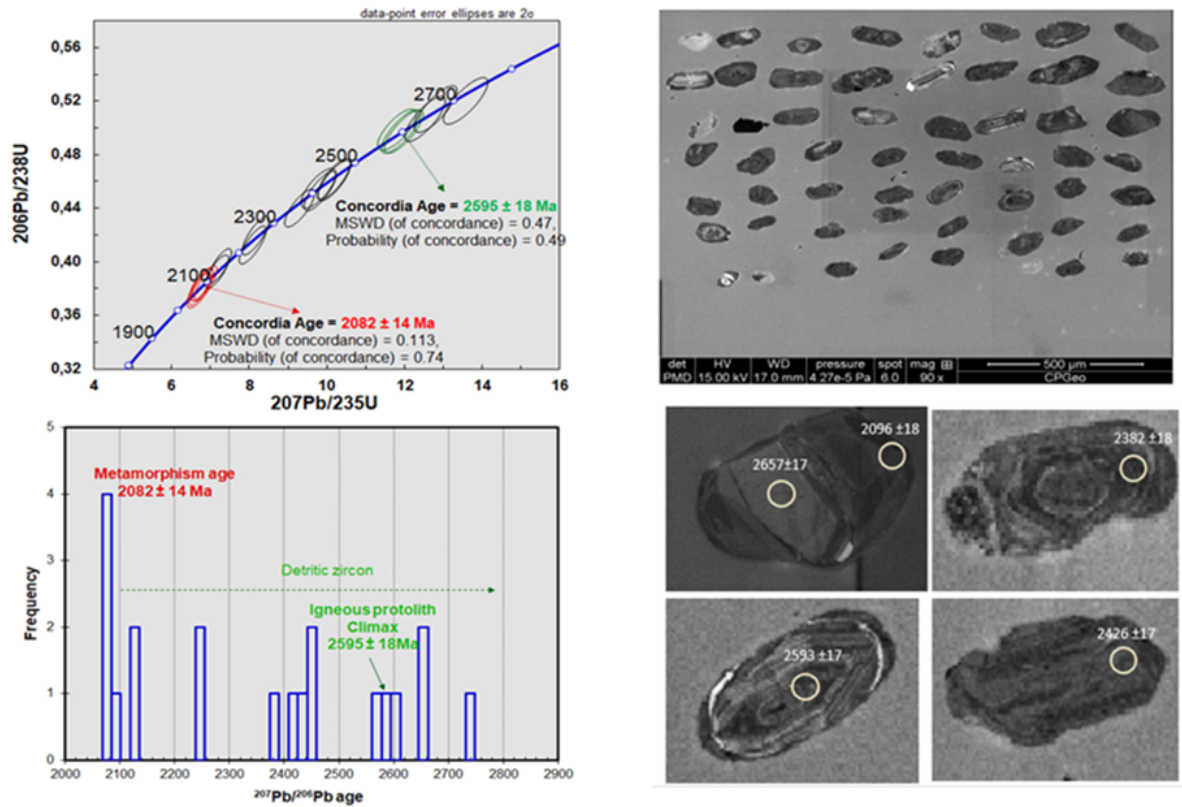 data-point error ellipses are 2σ
0,56
0,52
0,48
0,44
0,40
0,36
0,32
206Pb/238U
2700
2500
2300
2100
1900
Concordia Age = 2595 ± 18 Ma
MSWD (of concordance) = 0.47,
Probability (of concordance) = 0.49
Concordia Age = 2082 ± 14 Ma
MSWD (of concordance) = 0.113,
Probability (of concordance) = 0.74
4 6 8 10 12 14 16
207Pb/235U
det HV WD pressure spot mag ⊞ 500 µm
PMD 15.00 kV 17.0 mm 4.27e-5 Pa 6.0 90 x CPGeo
5
4
3
2
1
0
Frequency
Metamorphism age
2082 ± 14 Ma
Detritic zircon
Igneous protolith
Climax
2595 ± 18Ma
2000 2100 2200 2300 2400 2500 2600 2700 2800 2900
²⁰⁷Pb/²⁰⁶Pb age
2096 ±18
2657±17
2382 ±18
2593 ±17
2426 ±17